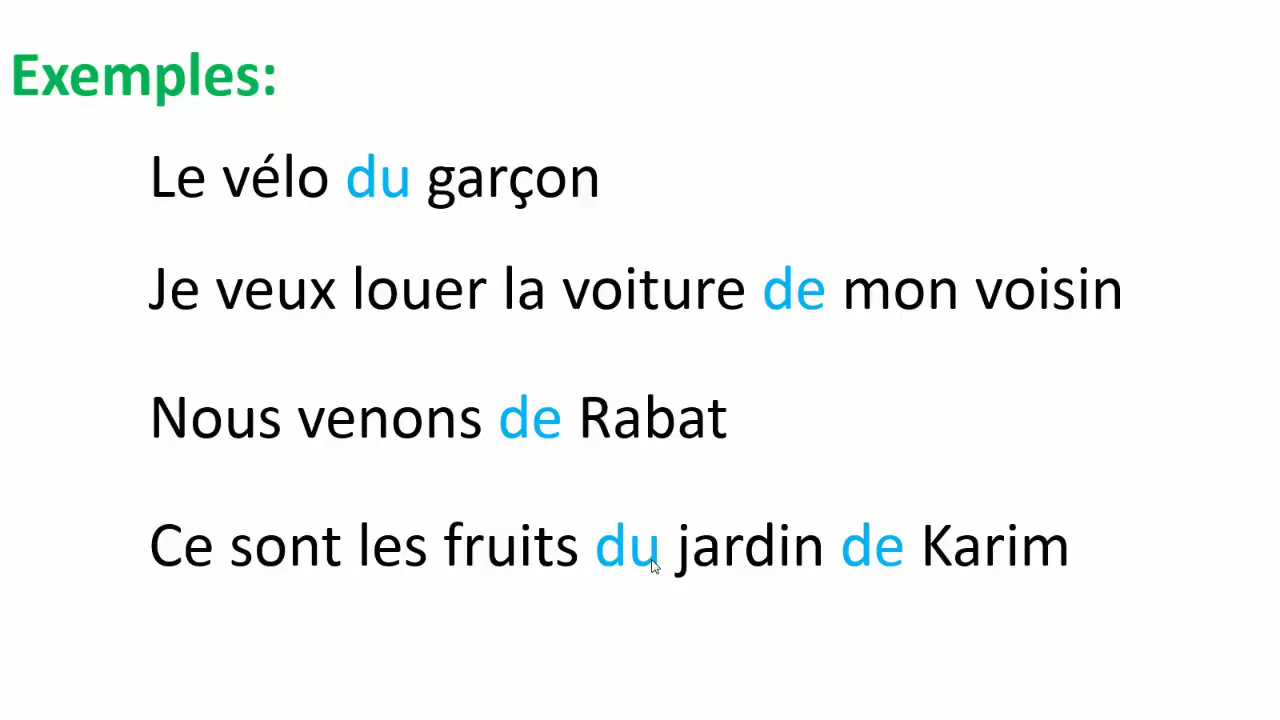 Exemples:
Le vélo du garçon
Je veux louer la voiture de mon voisin
Nous venons de Rabat
Ce sont les fruits du jardin de Karim